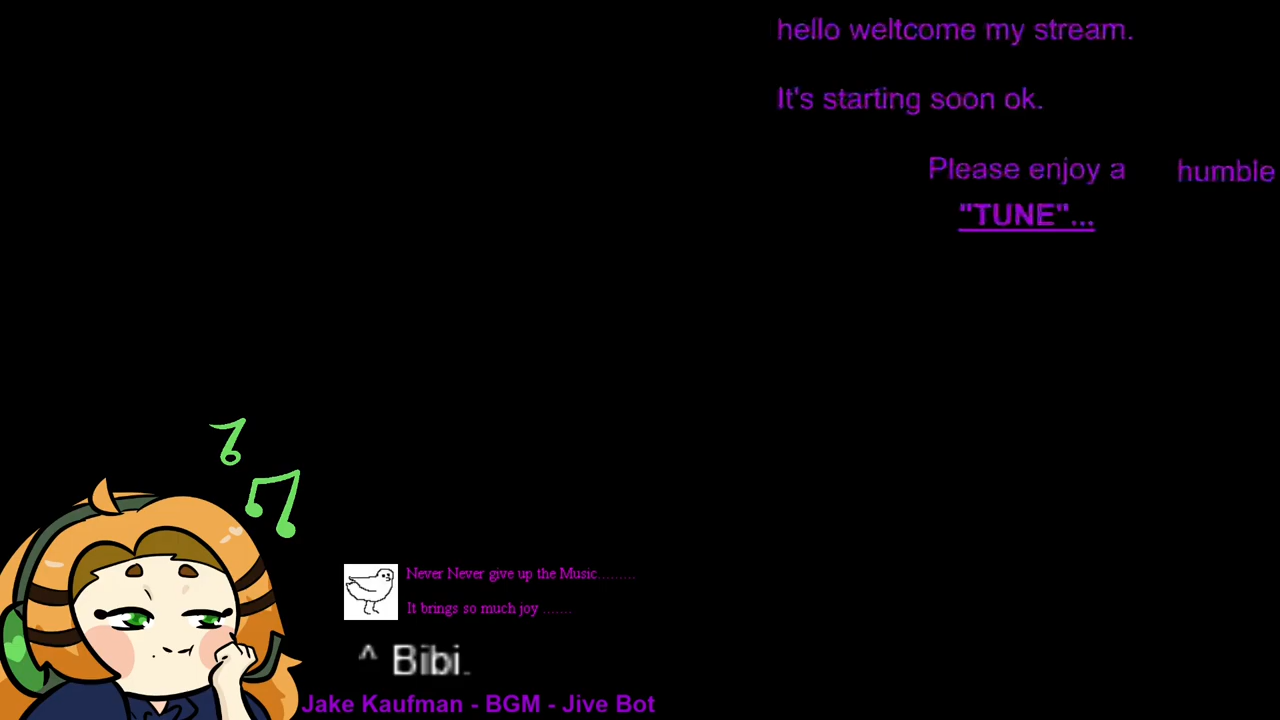 hello weltcome my stream.
It's starting soon ok.
Please enjoy a humble
"TUNE"...
Never Never give up the Music.........
It brings so much joy .......
^ Bibi.
Jake Kaufman - BGM - Jive Bot